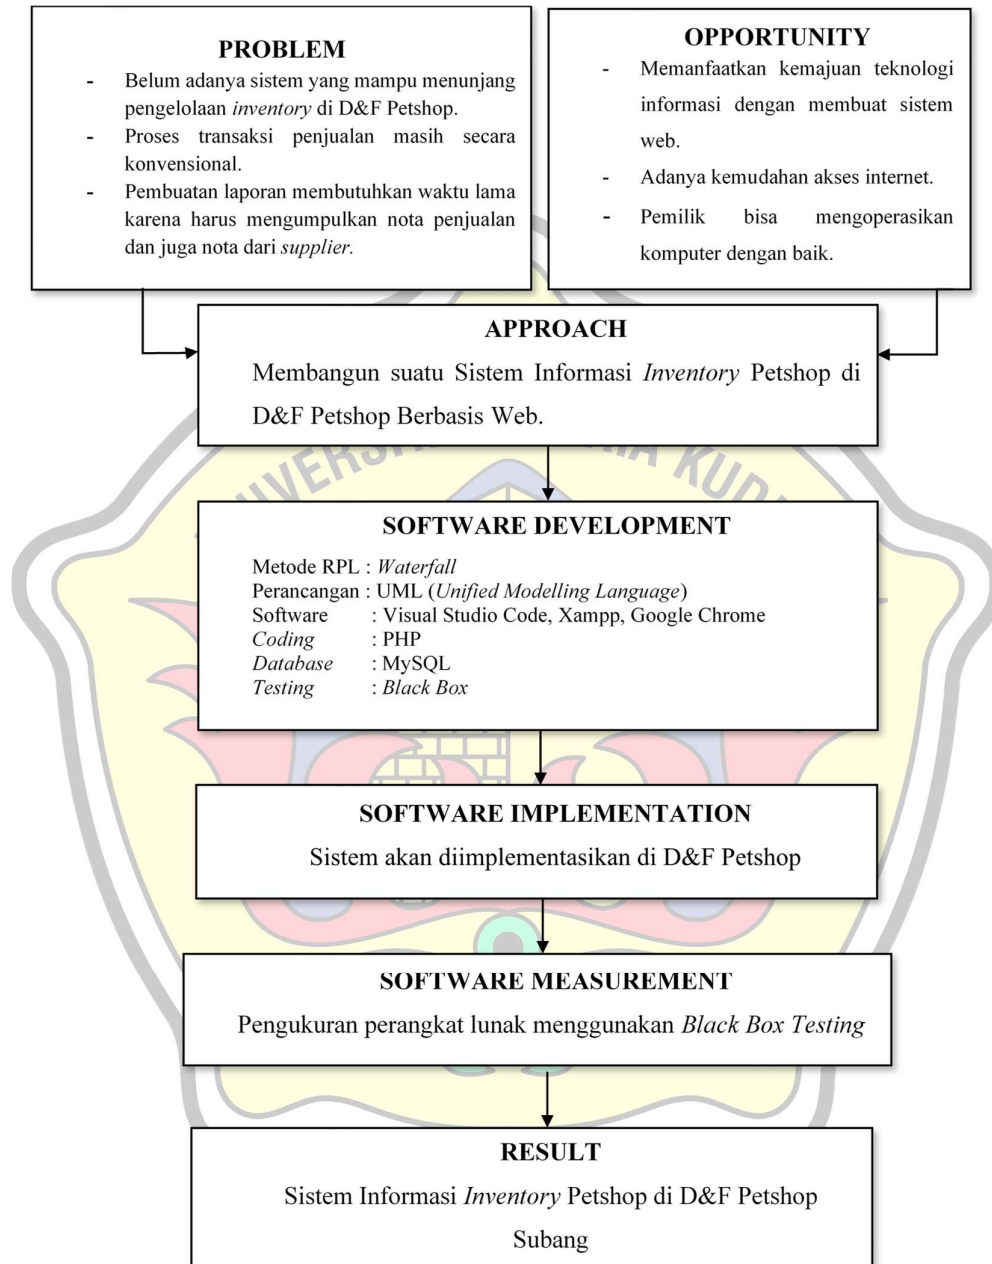 PROBLEM
- Belum adanya sistem yang mampu menunjang
pengelolaan inventory di D&F Petshop.
- Proses transaksi penjualan masih secara
konvensional.
- Pembuatan laporan membutuhkan waktu lama
karena harus mengumpulkan nota penjualan
dan juga nota dari supplier.
OPPORTUNITY
- Memanfaatkan kemajuan teknologi
informasi dengan membuat sistem
web.
- Adanya kemudahan akses internet.
- Pemilik bisa mengoperasikan
komputer dengan baik.
APPROACH
Membangun suatu Sistem Informasi Inventory Petshop di
D&F Petshop Berbasis Web.
SOFTWARE DEVELOPMENT
Metode RPL : Waterfall
Perancangan : UML (Unified Modelling Language)
Software : Visual Studio Code, Xampp, Google Chrome
Coding : PHP
Database : MySQL
Testing : Black Box
SOFTWARE IMPLEMENTATION
Sistem akan diimplementasikan di D&F Petshop
SOFTWARE MEASUREMENT
Pengukuran perangkat lunak menggunakan Black Box Testing
RESULT
Sistem Informasi Inventory Petshop di D&F Petshop
Subang